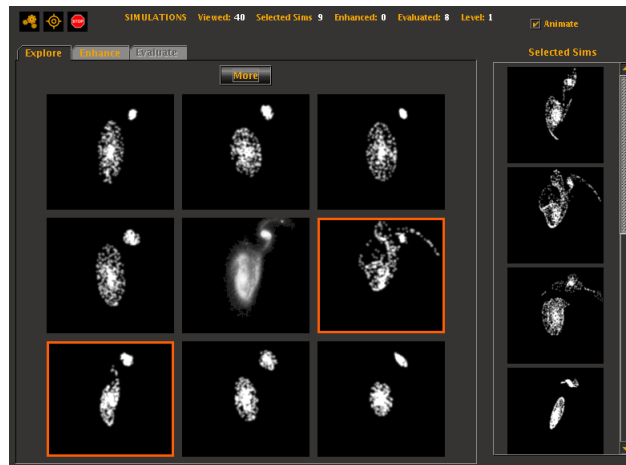 SIMULATIONS Viewed: 40 Selected Sims 9 Enhanced: 0 Evaluated: 8 Level: 1
STOP
Animate
Explore Enhance Evaluate
Selected Sims
More